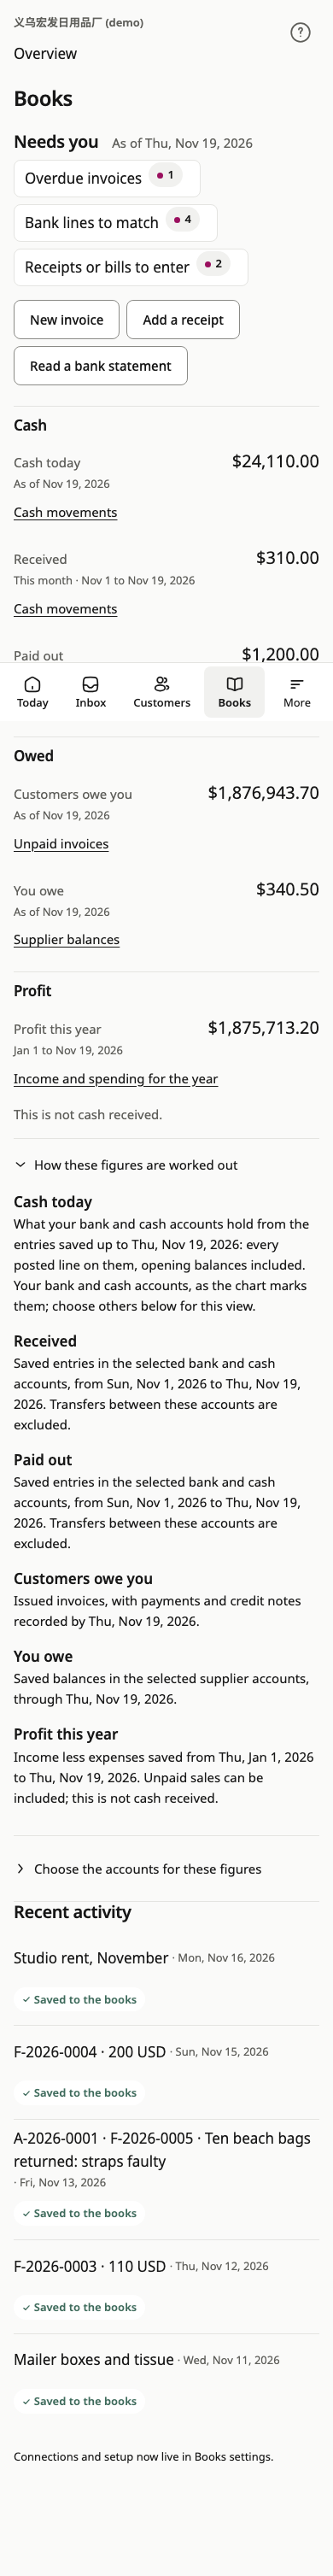 义乌宏发日用品厂 (demo)
Overview
Books
Needs you As of Thu, Nov 19, 2026
Overdue invoices 1
Bank lines to match 4
Receipts or bills to enter 2
New invoice Add a receipt
Read a bank statement
Cash
Cash today $24,110.00
As of Nov 19, 2026
Cash movements
Received $310.00
This month · Nov 1 to Nov 19, 2026
Cash movements
Paid out $1,200.00
Today Inbox Customers Books More
Owed
Customers owe you $1,876,943.70
As of Nov 19, 2026
Unpaid invoices
You owe $340.50
As of Nov 19, 2026
Supplier balances
Profit
Profit this year $1,875,713.20
Jan 1 to Nov 19, 2026
Income and spending for the year
This is not cash received.
How these figures are worked out
Cash today
What your bank and cash accounts hold from the
entries saved up to Thu, Nov 19, 2026: every
posted line on them, opening balances included.
Your bank and cash accounts, as the chart marks
them; choose others below for this view.
Received
Saved entries in the selected bank and cash
accounts, from Sun, Nov 1, 2026 to Thu, Nov 19,
2026. Transfers between these accounts are
excluded.
Paid out
Saved entries in the selected bank and cash
accounts, from Sun, Nov 1, 2026 to Thu, Nov 19,
2026. Transfers between these accounts are
excluded.
Customers owe you
Issued invoices, with payments and credit notes
recorded by Thu, Nov 19, 2026.
You owe
Saved balances in the selected supplier accounts,
through Thu, Nov 19, 2026.
Profit this year
Income less expenses saved from Thu, Jan 1, 2026
to Thu, Nov 19, 2026. Unpaid sales can be
included; this is not cash received.
Choose the accounts for these figures
Recent activity
Studio rent, November · Mon, Nov 16, 2026
✓ Saved to the books
F-2026-0004 · 200 USD · Sun, Nov 15, 2026
✓ Saved to the books
A-2026-0001 · F-2026-0005 · Ten beach bags
returned: straps faulty
· Fri, Nov 13, 2026
✓ Saved to the books
F-2026-0003 · 110 USD · Thu, Nov 12, 2026
✓ Saved to the books
Mailer boxes and tissue · Wed, Nov 11, 2026
✓ Saved to the books
Connections and setup now live in Books settings.